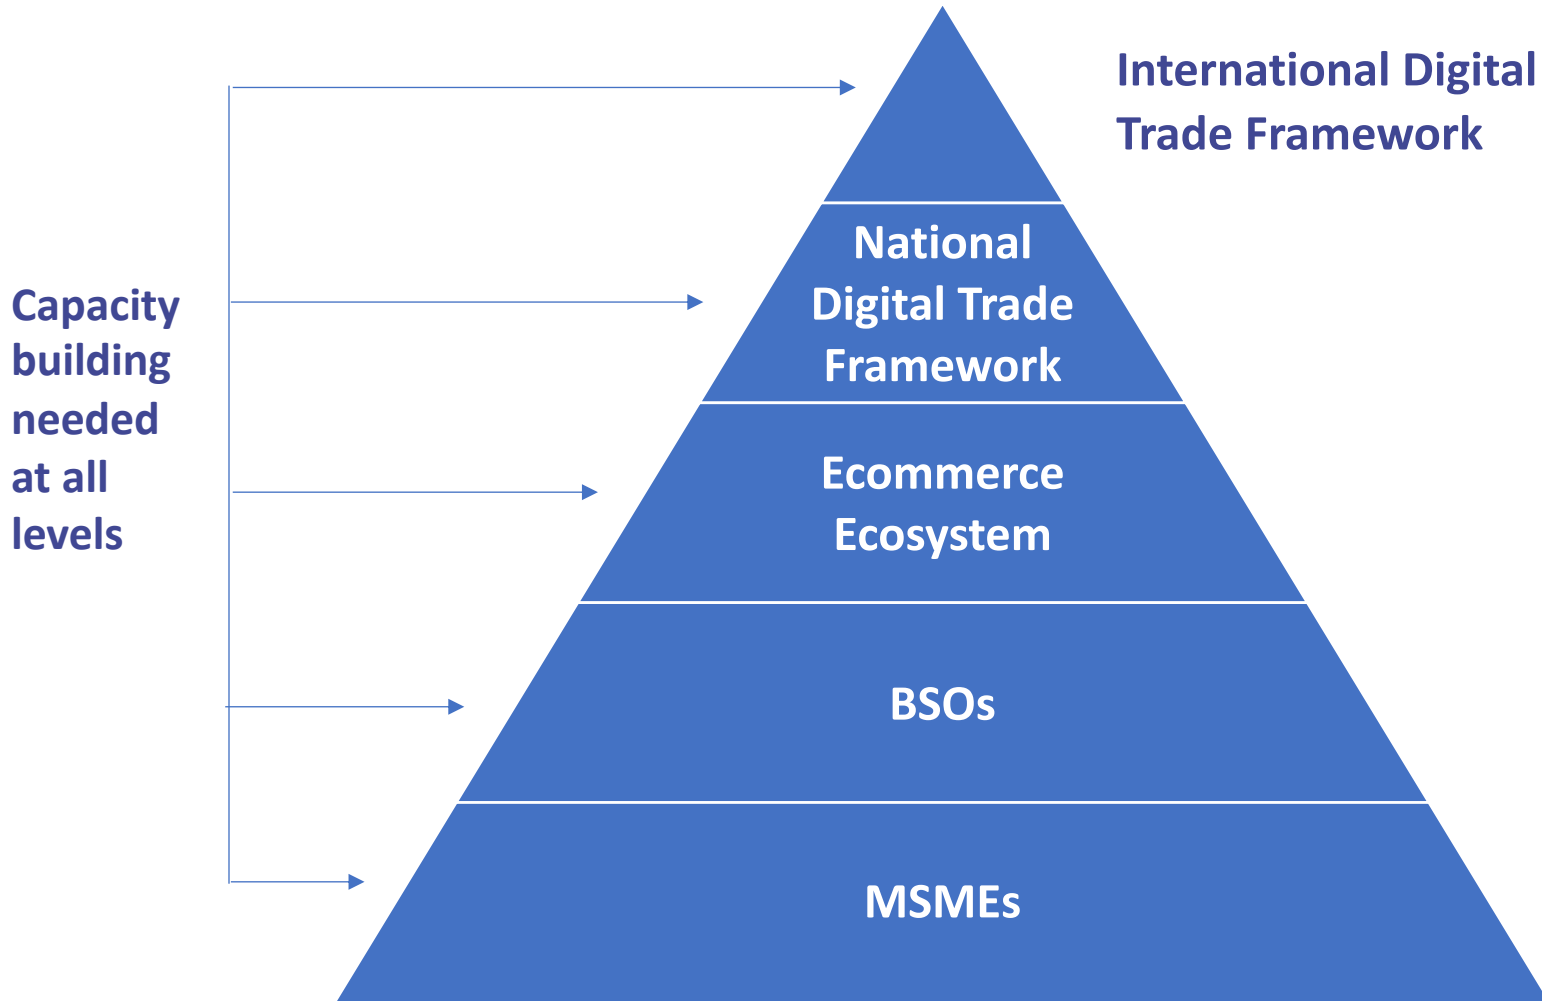 International Digital
Trade Framework
National
Digital Trade
Framework
Capacity
building
needed
at all
levels
Ecommerce
Ecosystem
BSOs
MSMEs